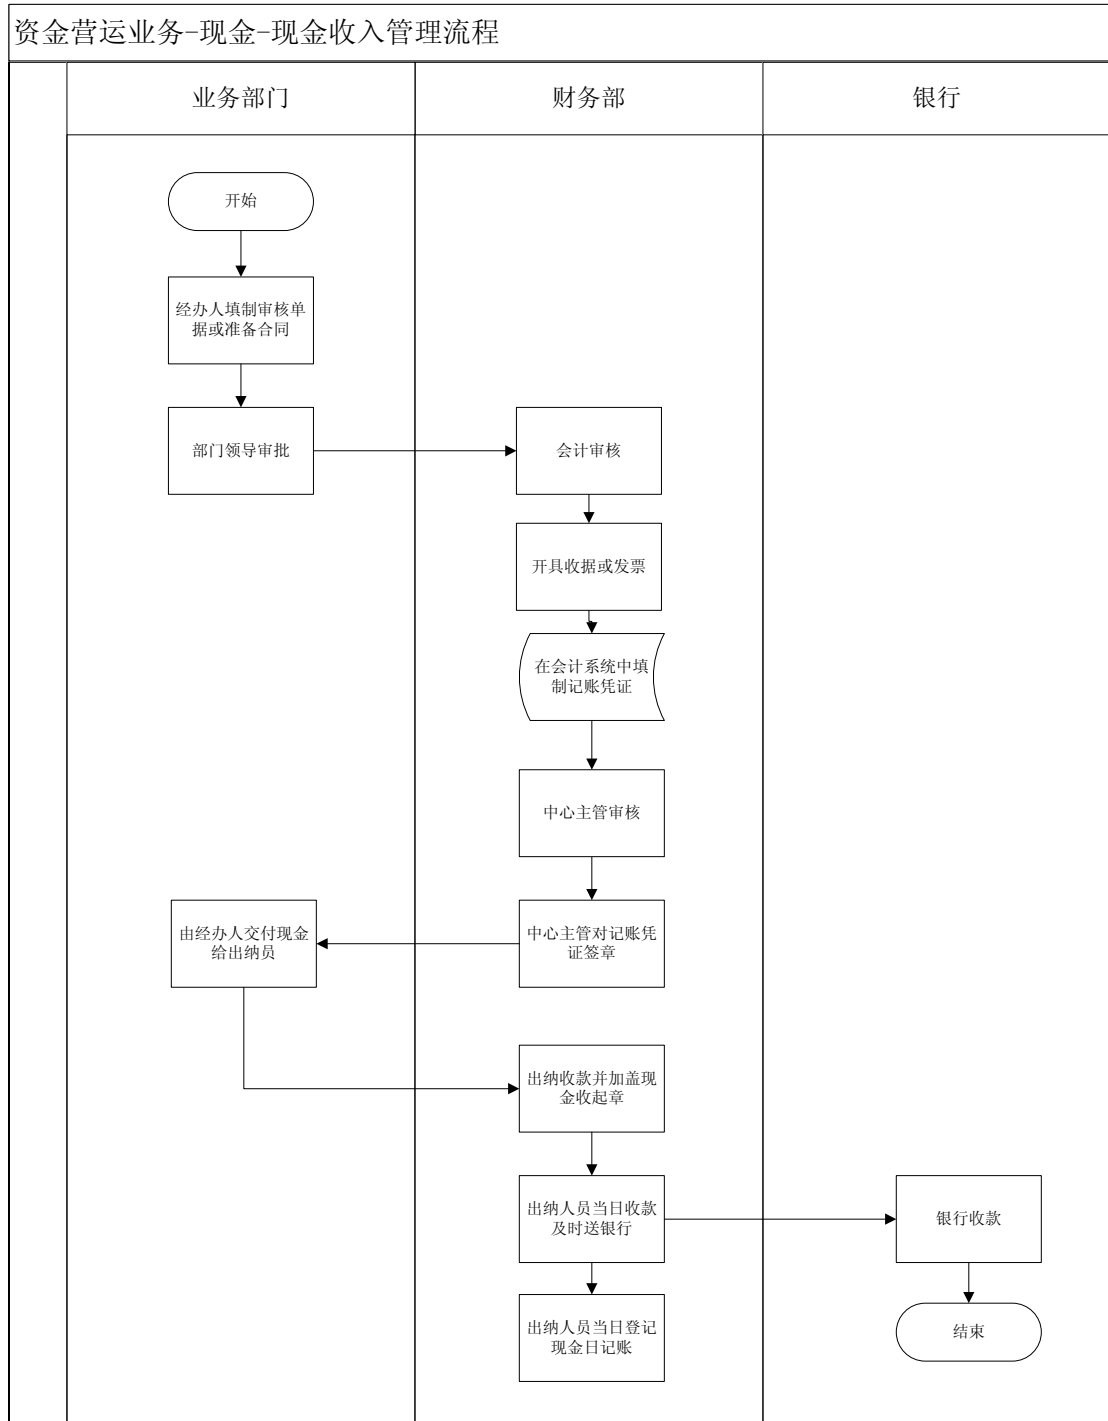 资金营运业务-现金-现金收入管理流程
业务部门
财务部
银行
开始
经办人填制审核单
据或准备合同
部门领导审批
会计审核
开具收据或发票
在会计系统中填
制记账凭证
中心主管审核
由经办人交付现金
给出纳员
中心主管对记账凭
证签章
出纳收款并加盖现
金收起章
出纳人员当日收款
及时送银行
银行收款
出纳人员当日登记
现金日记账
结束